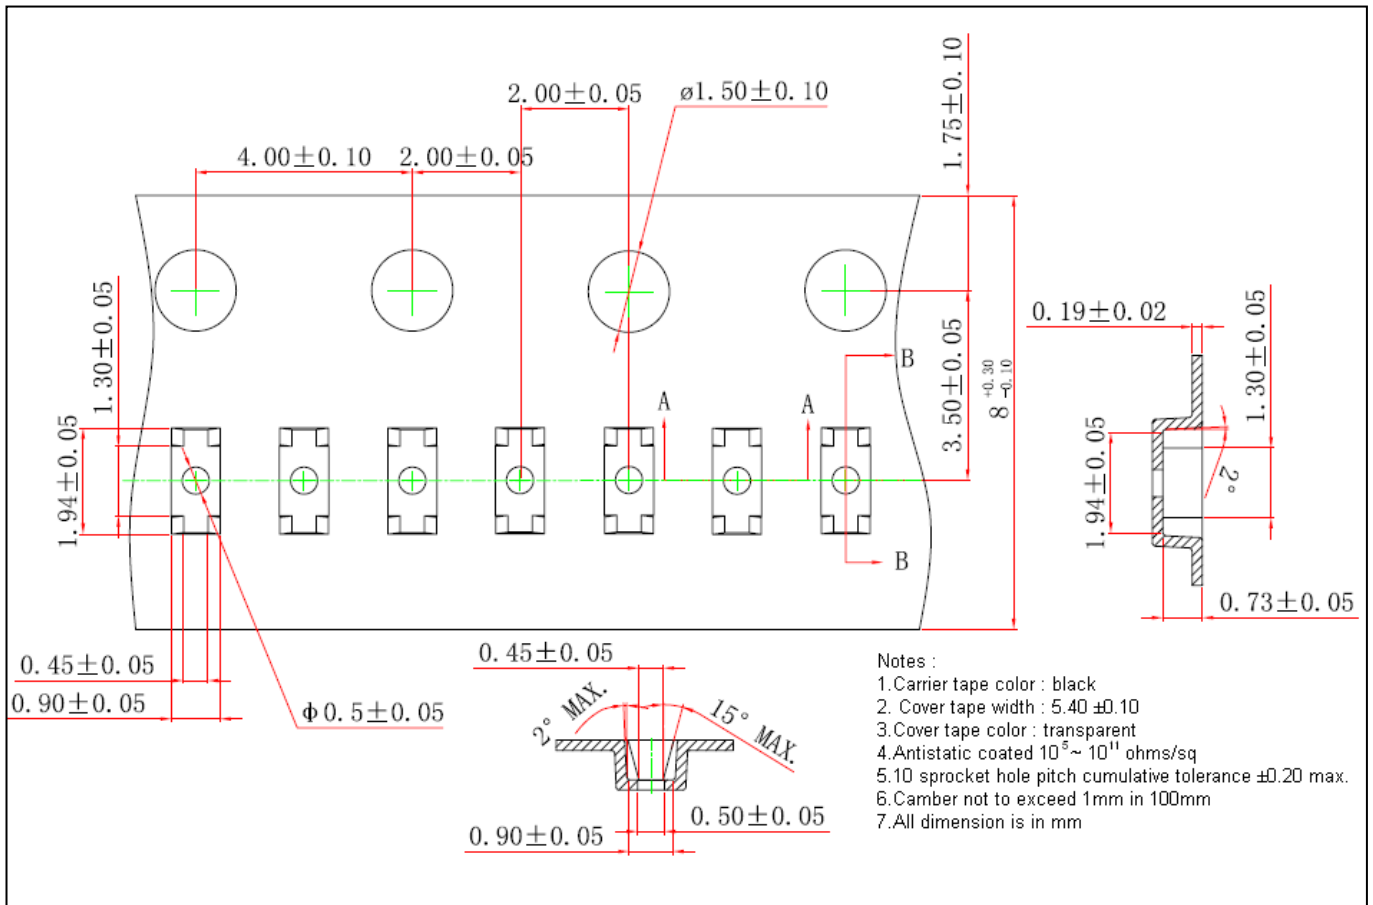 2.00±0.05
ø1.50±0.10
1.75±0.10
4.00±0.10
2.00±0.05
1.30±0.05
1.94±0.05
A
A
B
B
3.50±0.05
8 +0.30 -0.10
0.19±0.02
1.30±0.05
1.94±0.05
2°
0.73±0.05
0.45±0.05
0.90±0.05
Φ0.5±0.05
0.45±0.05
2° MAX.
15° MAX.
0.50±0.05
0.90±0.05
Notes :
1.Carrier tape color : black
2. Cover tape width : 5.40 ±0.10
3.Cover tape color : transparent
4.Antistatic coated 10⁵~ 10¹¹ ohms/sq
5.10 sprocket hole pitch cumulative tolerance ±0.20 max.
6.Camber not to exceed 1mm in 100mm
7.All dimension is in mm